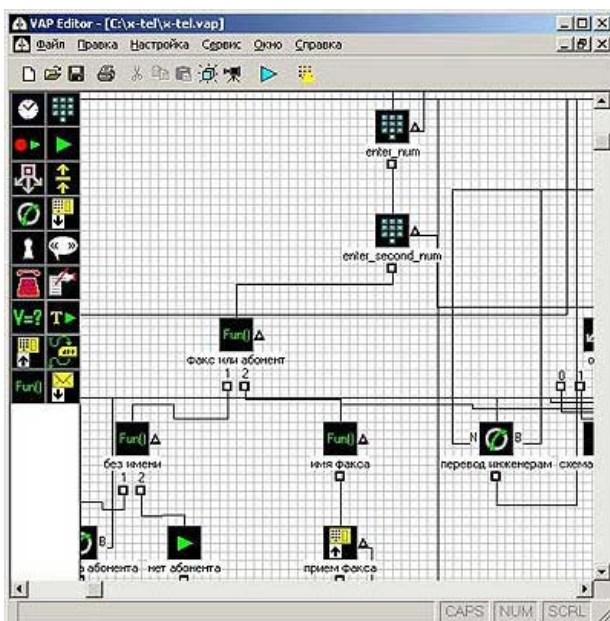 VAP Editor - [C:\x-tel\x-tel.vap]
Файл Правка Настройка Сервис Окно Справка
enter_num
enter_second_num
V=? T
Fun()
Fun()
факс или абонент
1 2
0 1
Fun() Fun() N B
без имени имя факса перевод инженерам схема
1 2
B
а абонента нет абонента прием факса
CAPS NUM SCRL